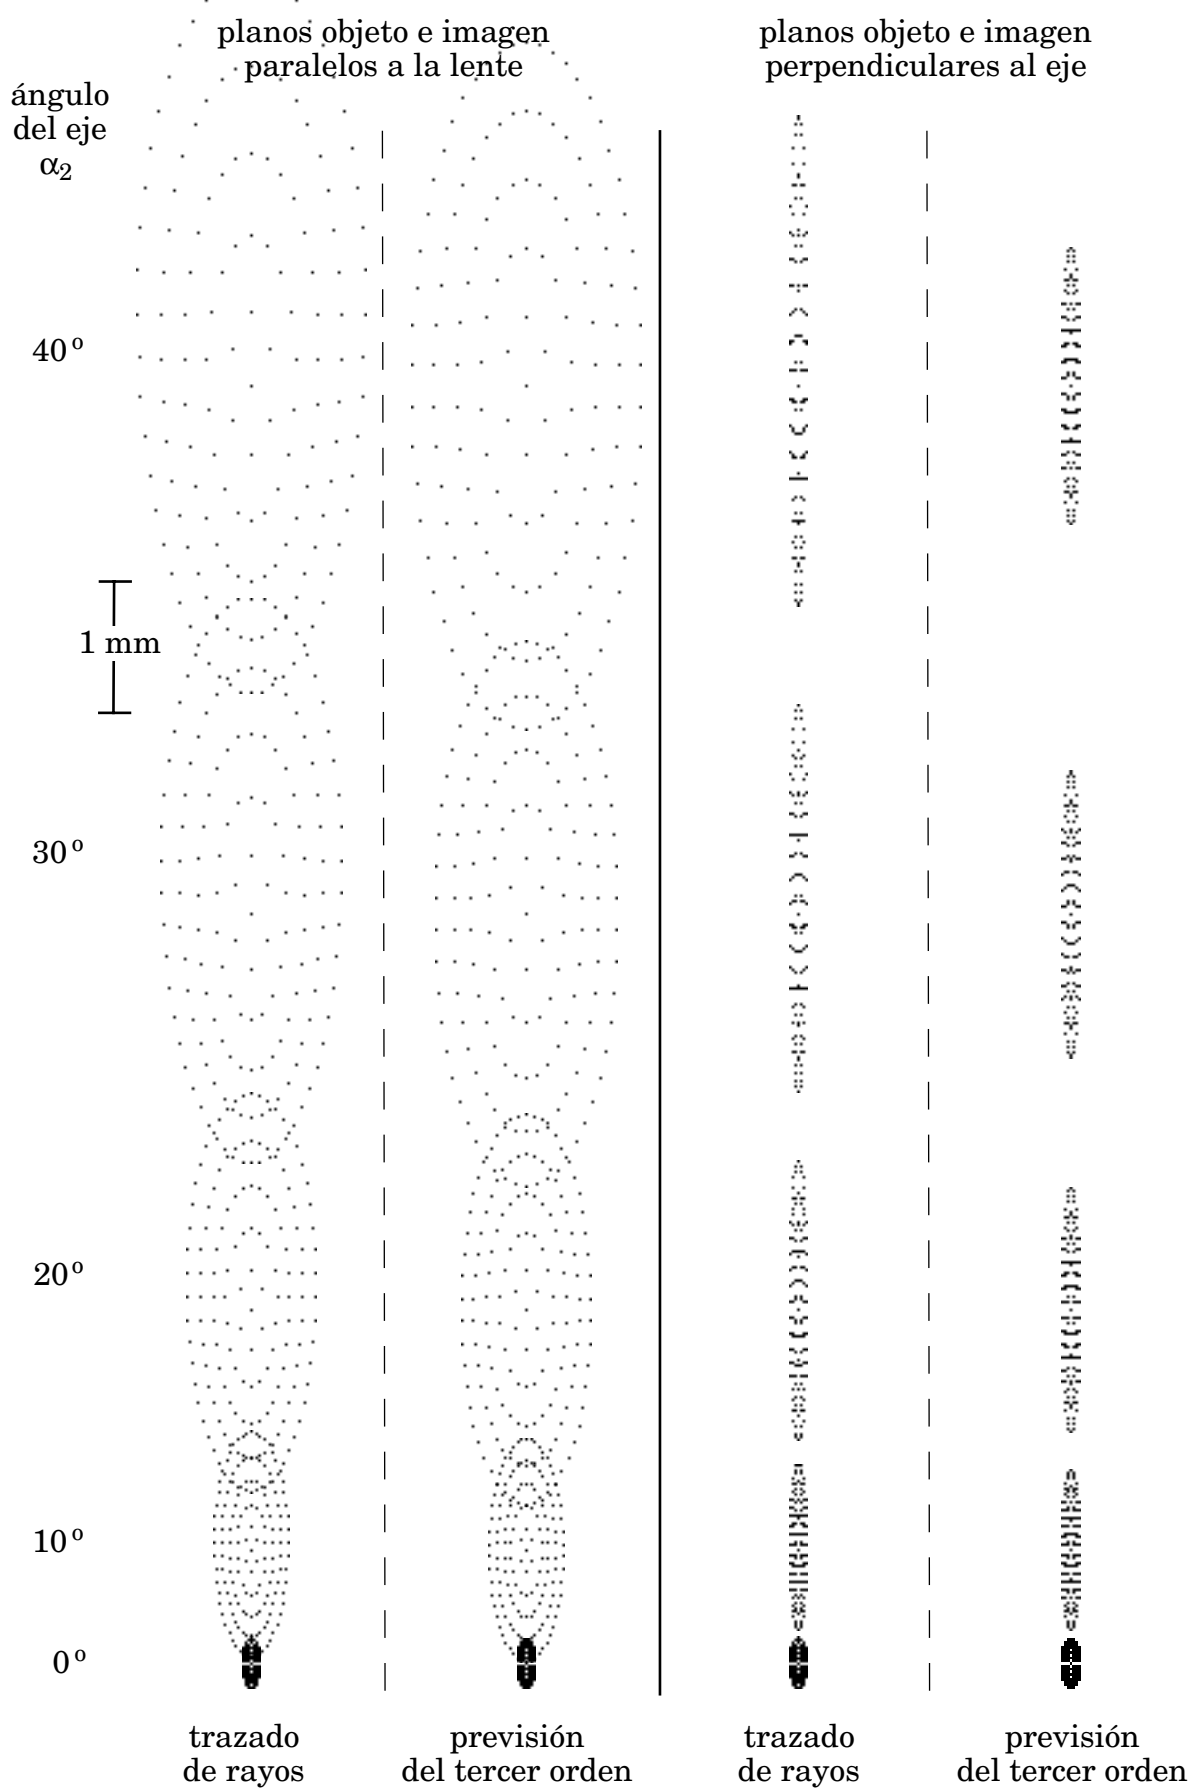 planos objeto e imagen
paralelos a la lente
planos objeto e imagen
perpendiculares al eje
ángulo
del eje
α₂
40º
1 mm
30º
20º
10º
0º
trazado
de rayos
previsión
del tercer orden
trazado
de rayos
previsión
del tercer orden